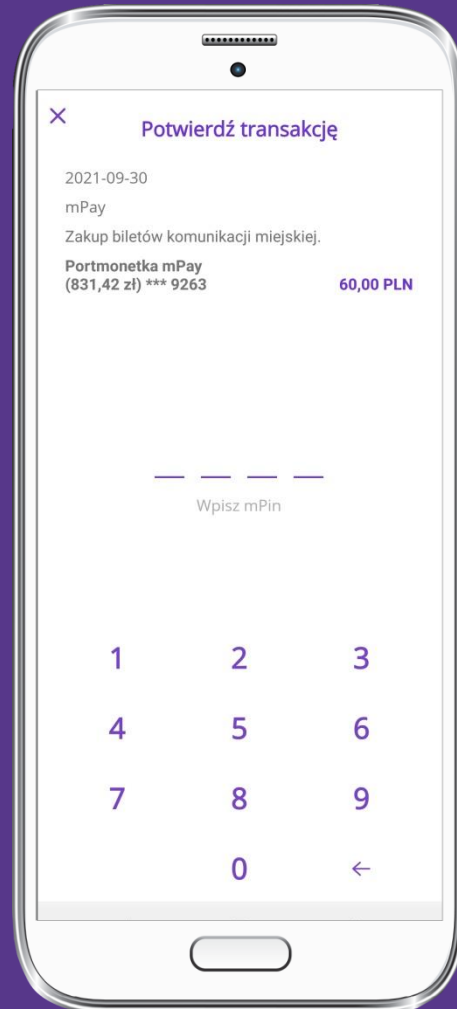 Potwierdź transakcję
2021-09-30
mPay
Zakup biletów komunikacji miejskiej.
Portmonetka mPay
(831,42 zł) *** 9263 60,00 PLN
Wpisz mPin
1 2 3
4 5 6
7 8 9
0